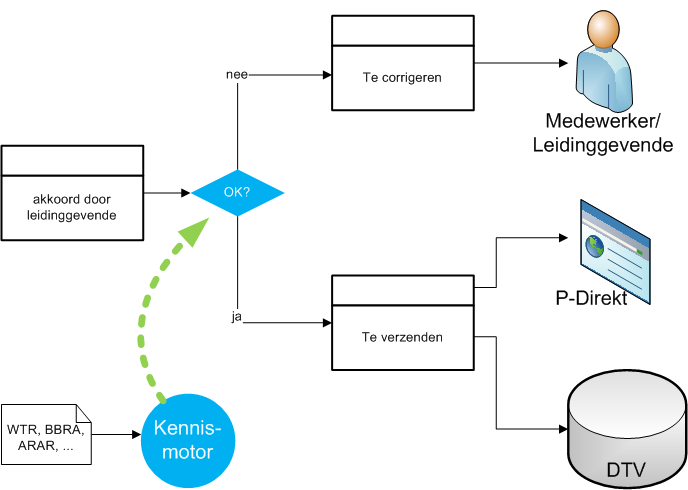 nee
Te corrigeren
Medewerker/
Leidinggevende
akkoord door
leidinggevende
OK?
P-Direkt
ja
Te verzenden
WTR, BBRA,
ARAR, ...
Kennis-
motor
DTV